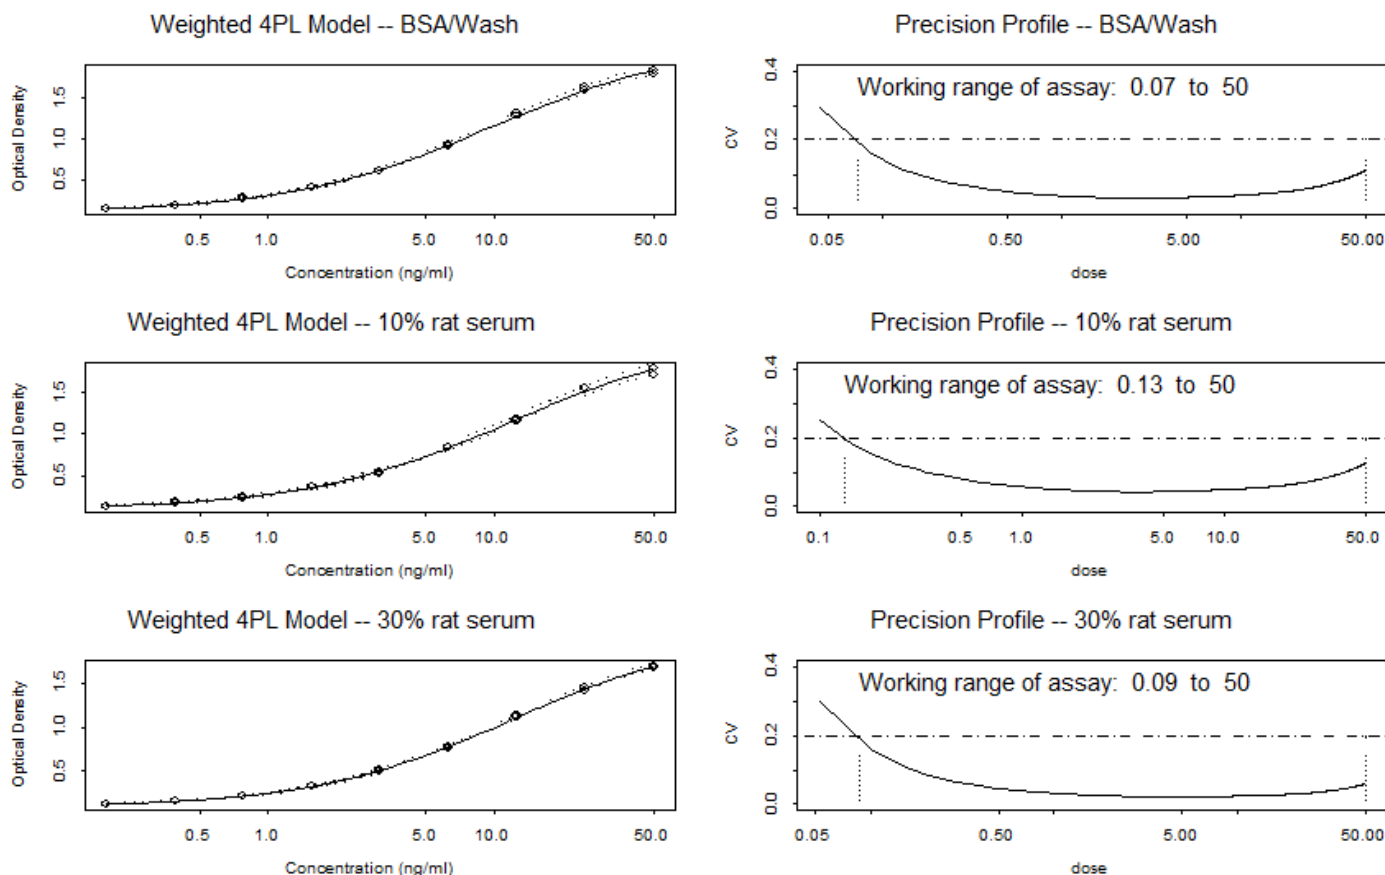 Weighted 4PL Model -- BSA/Wash
Optical Density
0.5 1.0 1.5
0.5 1.0 5.0 10.0 50.0
Concentration (ng/ml)
Precision Profile -- BSA/Wash
Working range of assay: 0.07 to 50
CV
0.0 0.2 0.4
0.05 0.50 5.00 50.00
dose
Weighted 4PL Model -- 10% rat serum
Optical Density
0.5 1.0 1.5
0.5 1.0 5.0 10.0 50.0
Concentration (ng/ml)
Precision Profile -- 10% rat serum
Working range of assay: 0.13 to 50
CV
0.0 0.2 0.4
0.1 0.5 1.0 5.0 10.0 50.0
dose
Weighted 4PL Model -- 30% rat serum
Optical Density
0.5 1.0 1.5
0.5 1.0 5.0 10.0 50.0
Concentration (ng/ml)
Precision Profile -- 30% rat serum
Working range of assay: 0.09 to 50
CV
0.0 0.2 0.4
0.05 0.50 5.00 50.00
dose